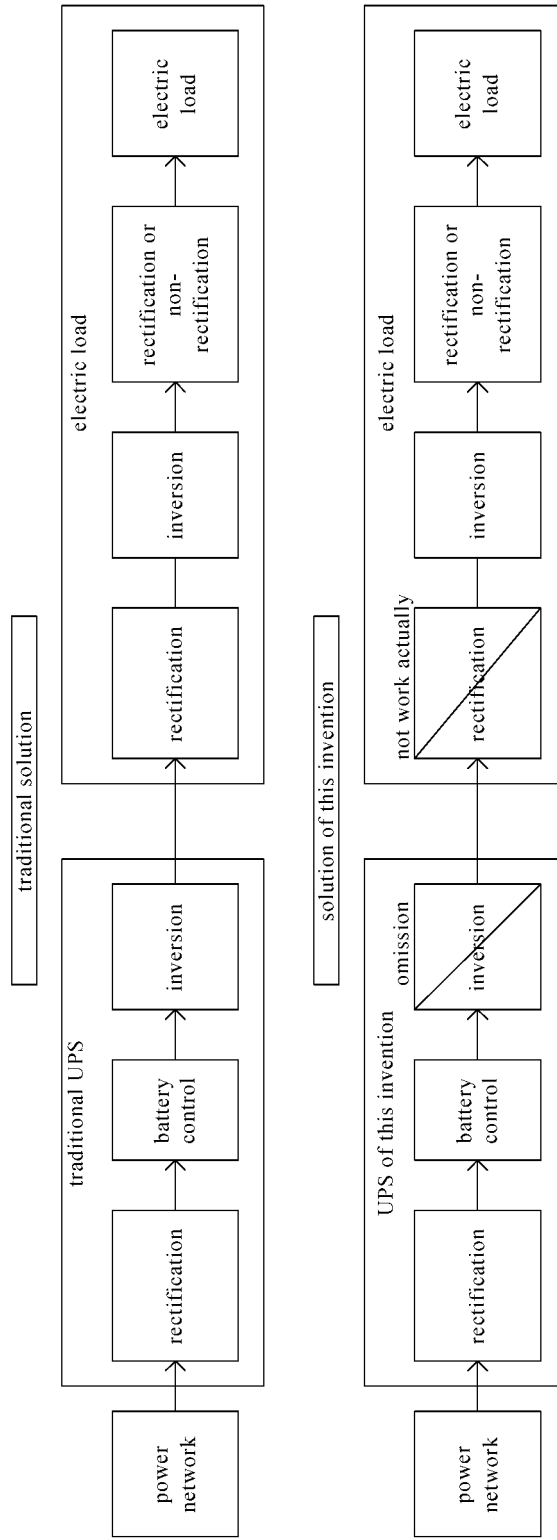 traditional solution
traditional UPS
electric load
power
network
rectification
battery
control
inversion
rectification
inversion
rectification or
non-
rectification
electric
load
solution of this invention
UPS of this invention
omission
not work actually
electric load
power
network
rectification
battery
control
inversion
rectification
inversion
rectification or
non-
rectification
electric
load